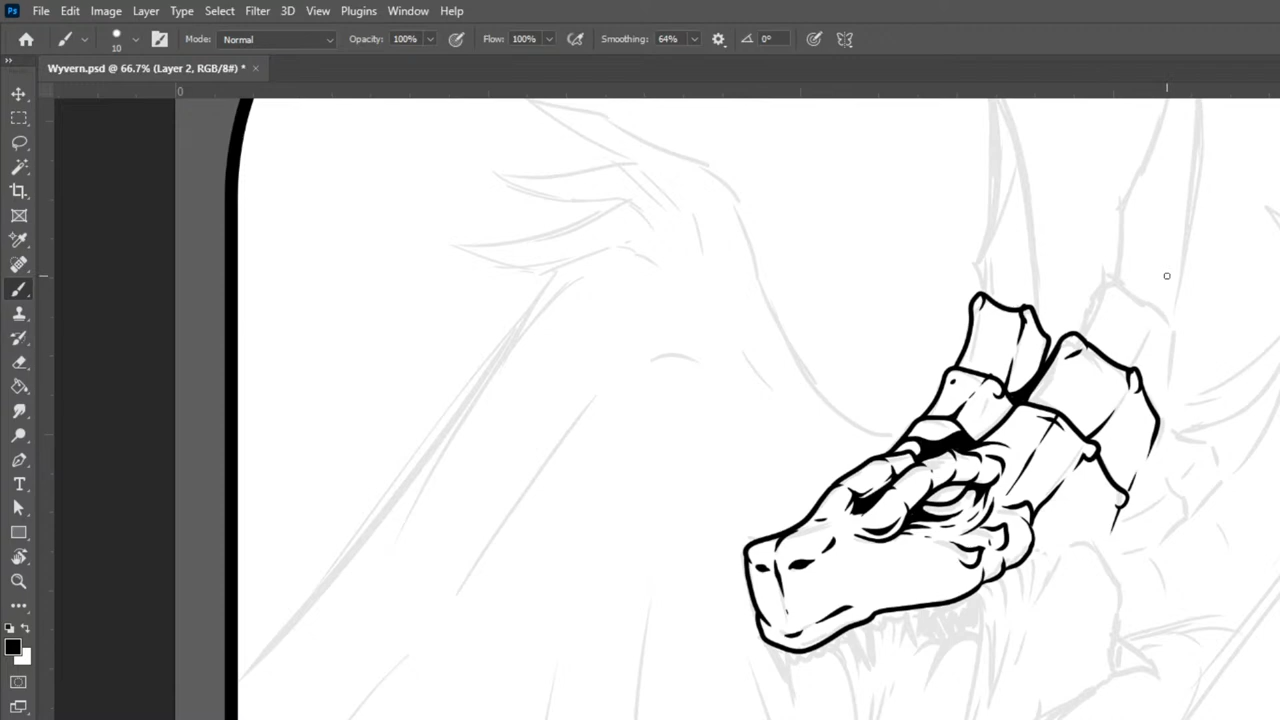 Ps File Edit Image Layer Type Select Filter 3D View Plugins Window Help
10 Mode: Normal Opacity: 100% Flow: 100% Smoothing: 64% 0°
Wyvern.psd @ 66.7% (Layer 2, RGB/8#) * ×
0